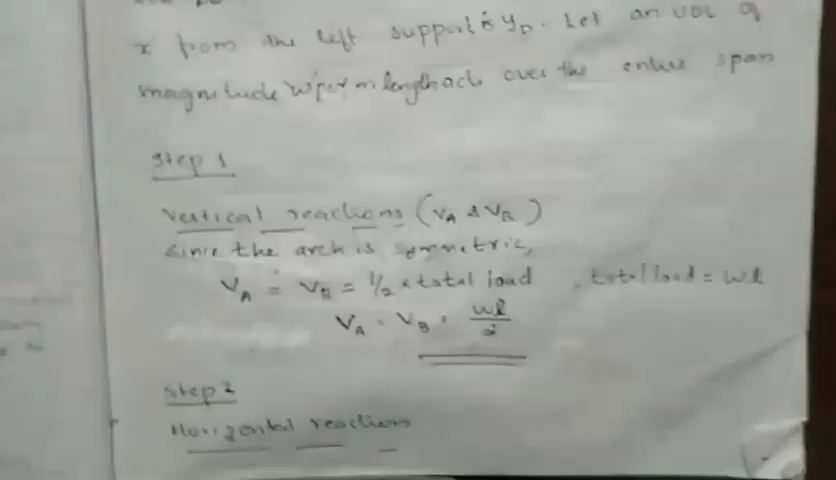 x from the left support is yD. Let an UDL of
magnitude 'w' per m length acts over the entire span
Step 1
Vertical reactions (VA & VB)
since the arch is symmetric,
VA = VB = 1/2 x total load , total load = wl
VA = VB = wl/2
Step 2
Horizontal reactions